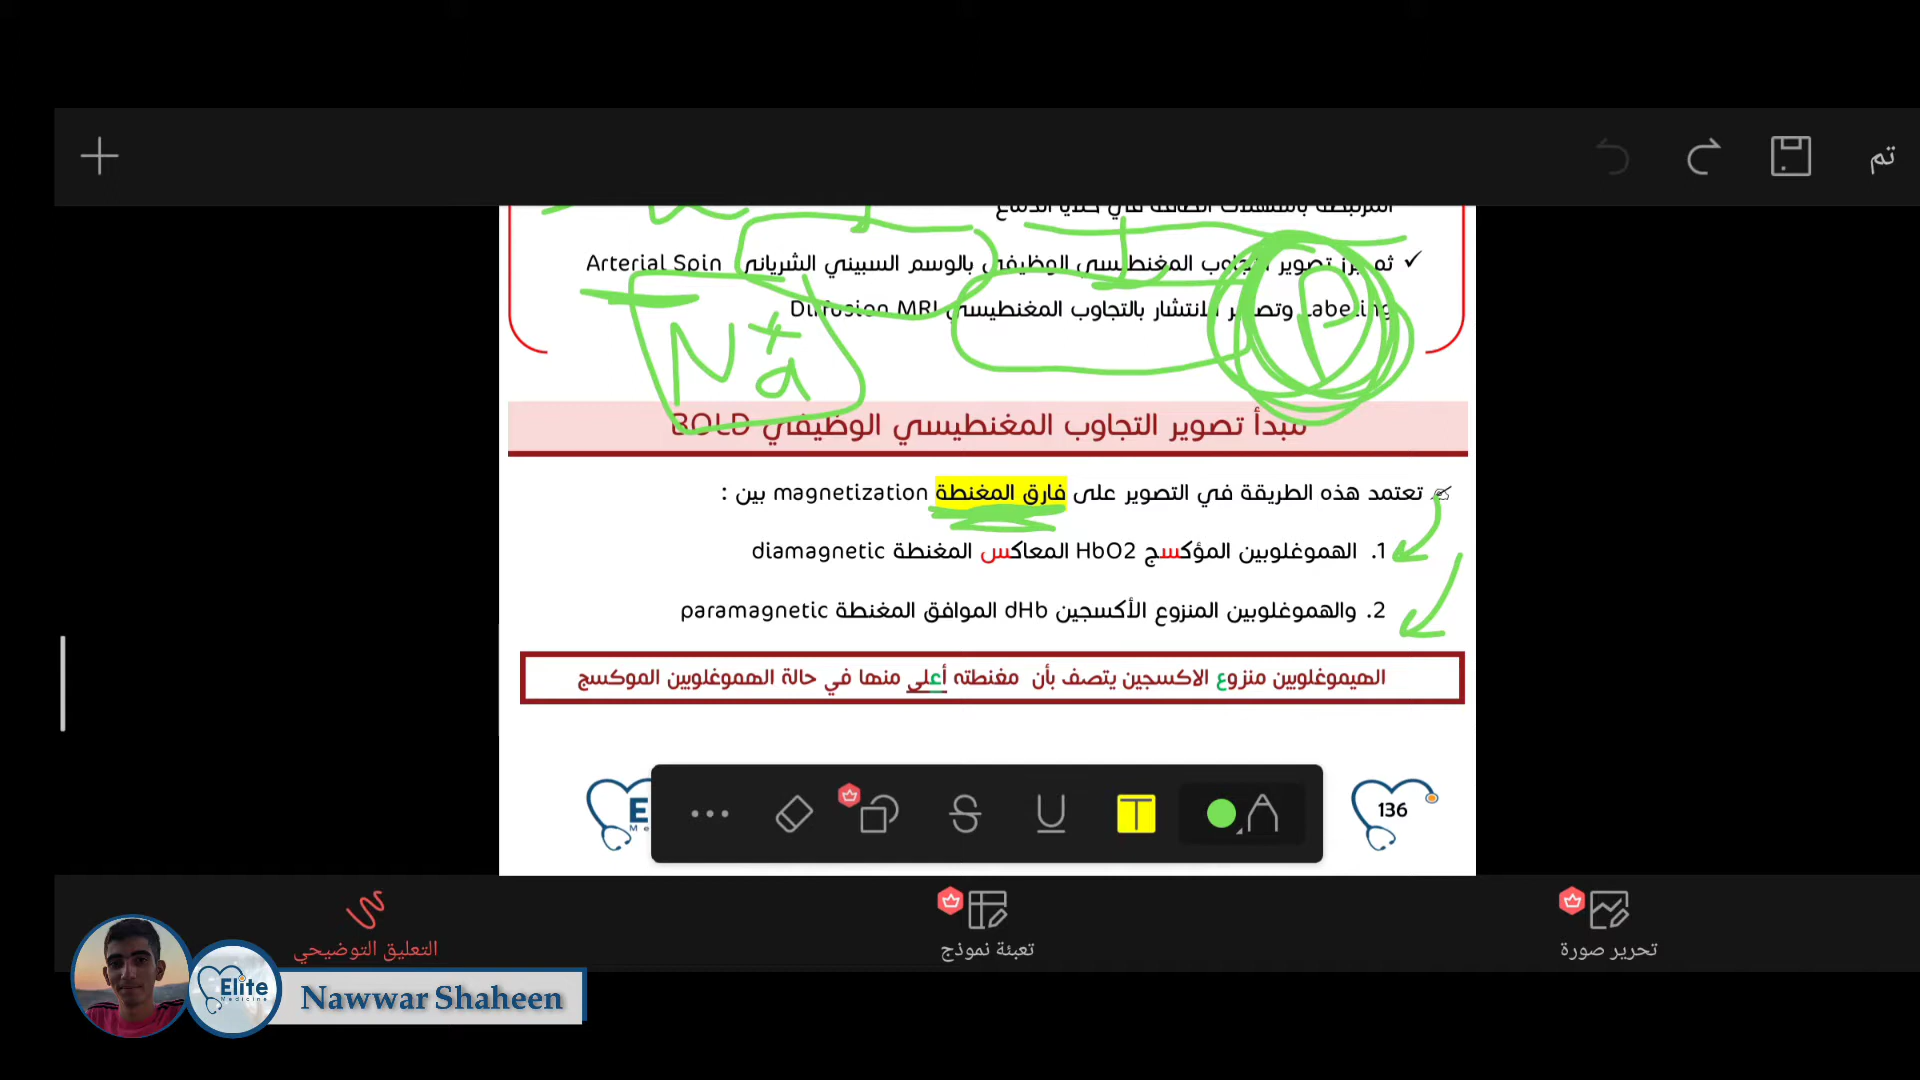 تم
المرتبطة باستهلاك الطاقة في خلايا الدماغ
✓ ثم برز تصوير التجاوب المغنطيسي الوظيفي بالوسم السبيني الشرياني Arterial Spin
Labeling وتصوير الانتشار بالتجاوب المغنطيسي Diffusion MRI
P
Na+
مبدأ تصوير التجاوب المغنطيسي الوظيفي BOLD
تعتمد هذه الطريقة في التصوير على فارق المغنطة magnetization بين :
1. الهموغلوبين المؤكسج HbO2 المعاكس المغنطة diamagnetic
2. والهموغلوبين المنزوع الأكسجين dHb الموافق المغنطة paramagnetic
الهيموغلوبين منزوع الاكسجين يتصف بأن مغنطته أعلى منها في حالة الهموغلوبين الموكسج
136
التعليق التوضيحي
تعبئة نموذج
تحرير صورة
Elite
Medicine
Nawwar Shaheen